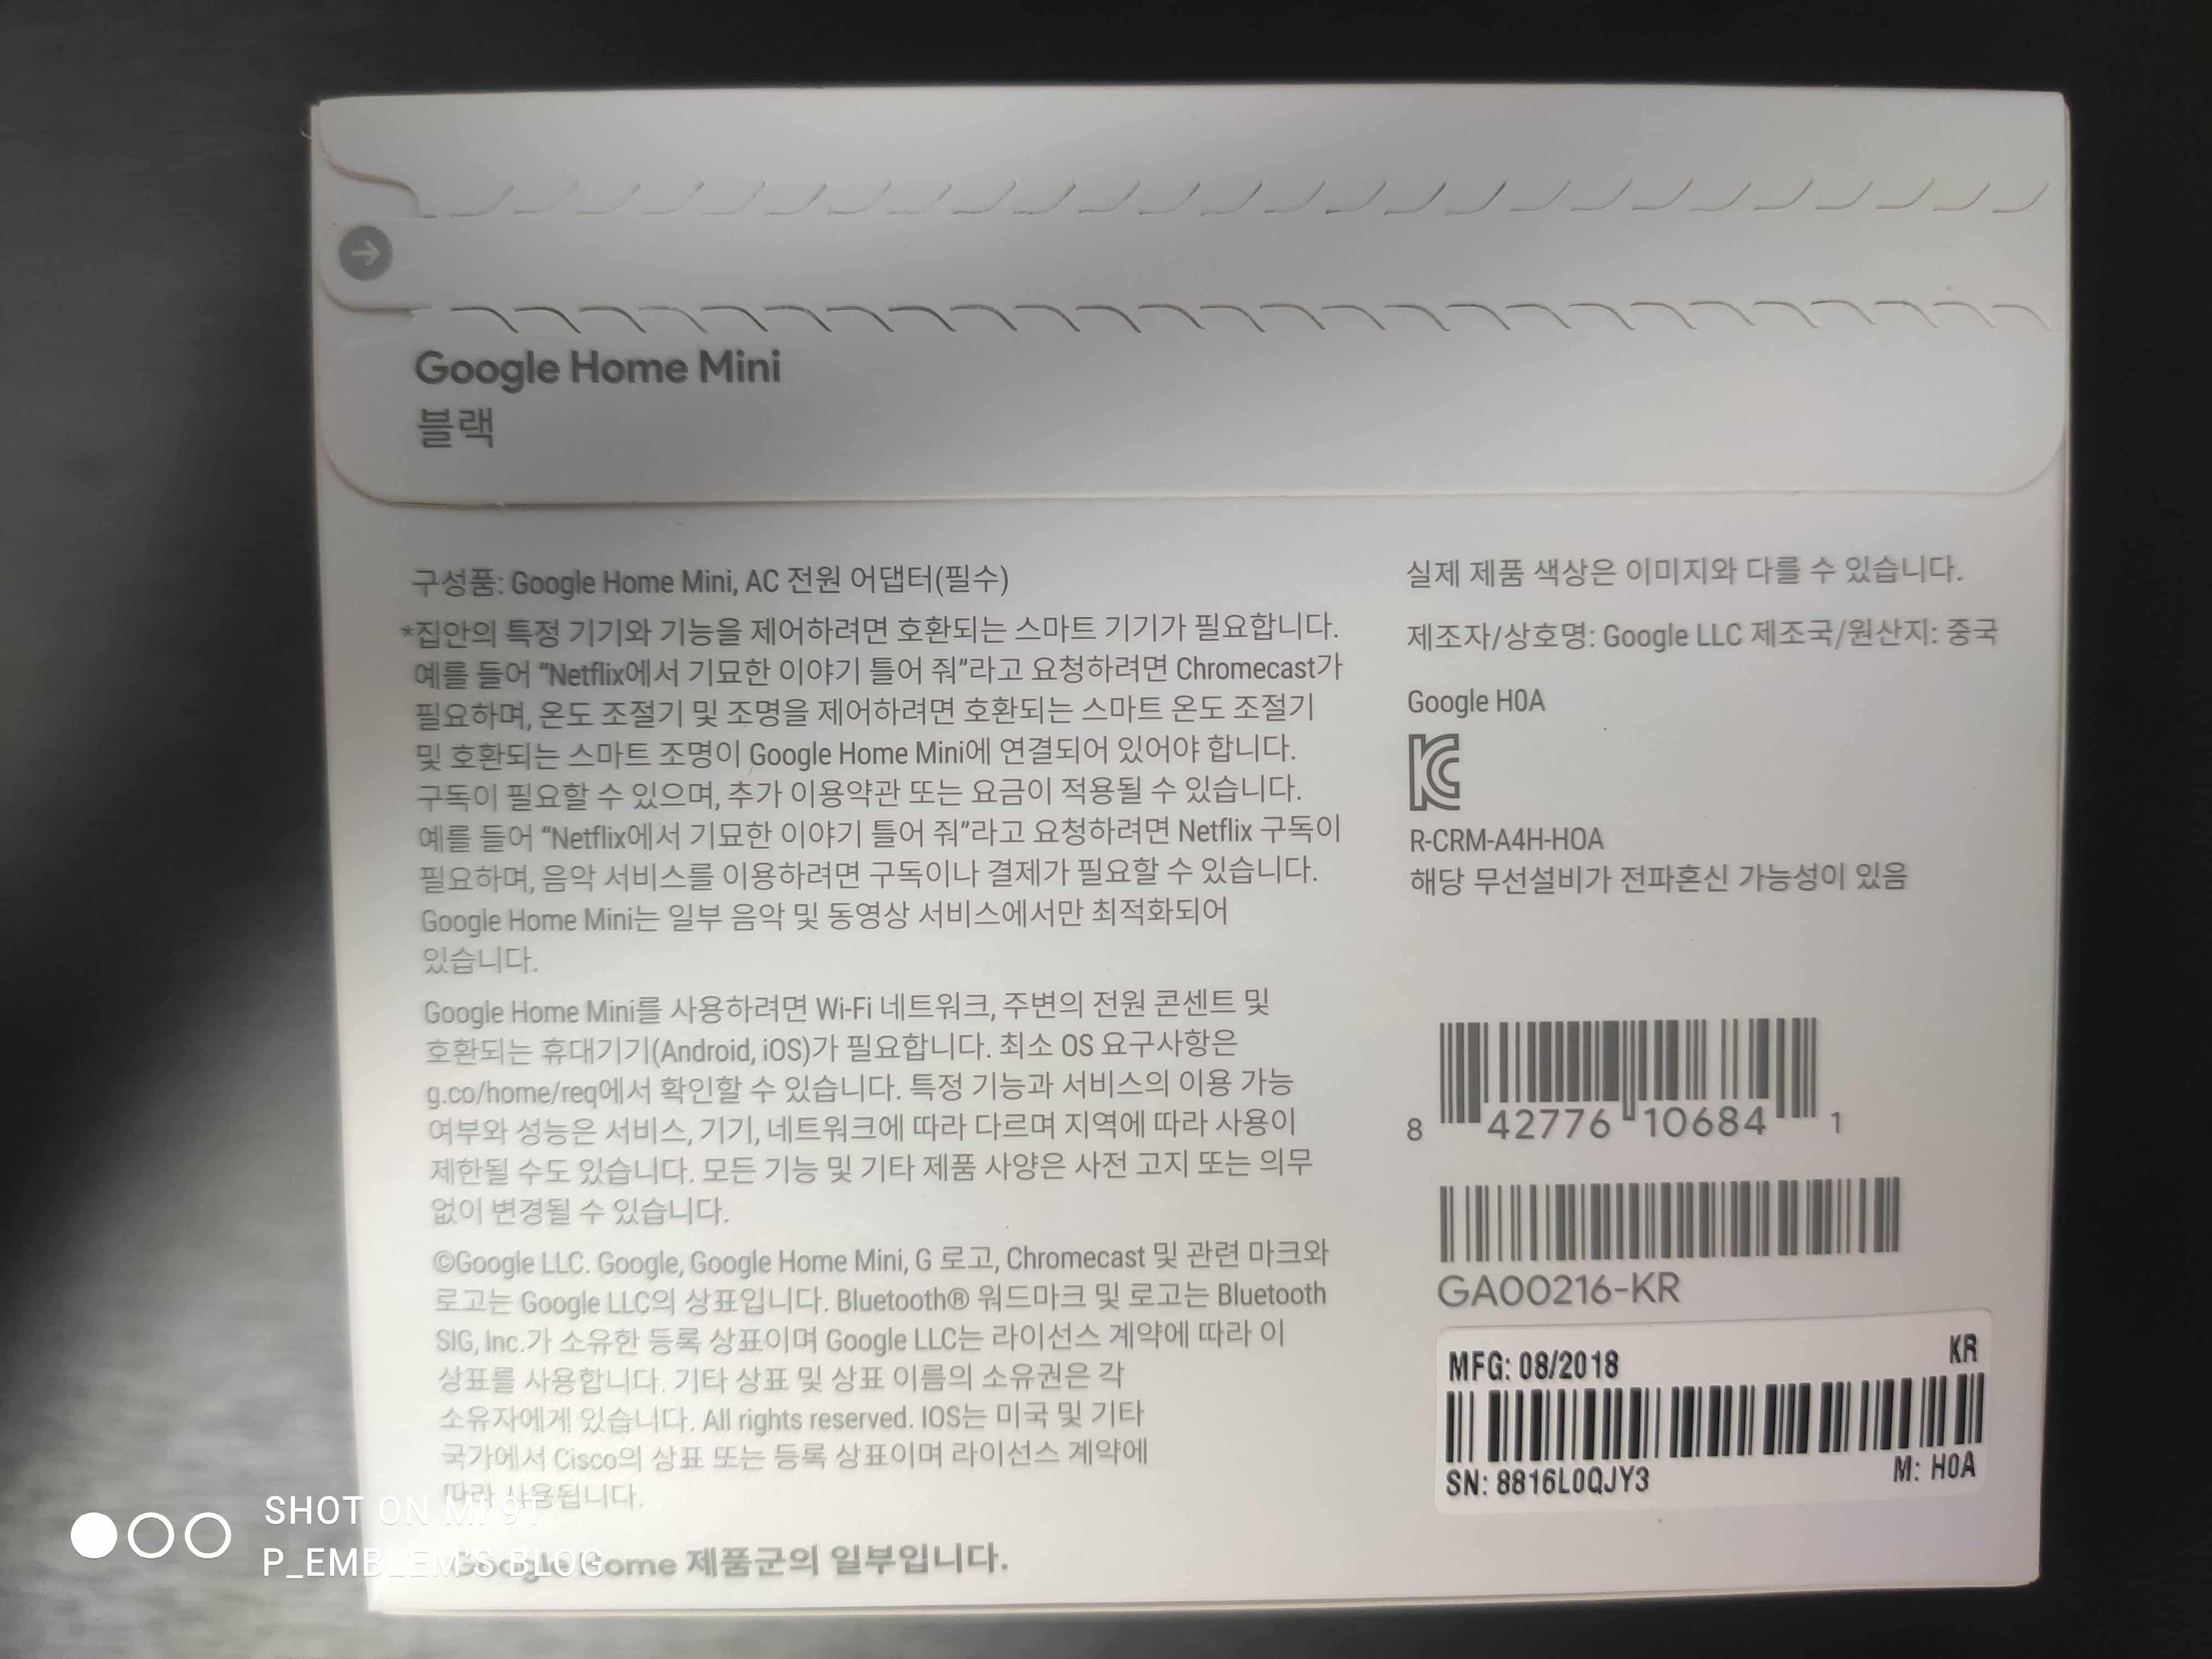 Google Home Mini
블랙
구성품: Google Home Mini, AC 전원 어댑터(필수)
*집안의 특정 기기와 기능을 제어하려면 호환되는 스마트 기기가 필요합니다.
예를 들어 “Netflix에서 기묘한 이야기 틀어 줘”라고 요청하려면 Chromecast가
필요하며, 온도 조절기 및 조명을 제어하려면 호환되는 스마트 온도 조절기
및 호환되는 스마트 조명이 Google Home Mini에 연결되어 있어야 합니다.
구독이 필요할 수 있으며, 추가 이용약관 또는 요금이 적용될 수 있습니다.
예를 들어 “Netflix에서 기묘한 이야기 틀어 줘”라고 요청하려면 Netflix 구독이
필요하며, 음악 서비스를 이용하려면 구독이나 결제가 필요할 수 있습니다.
Google Home Mini는 일부 음악 및 동영상 서비스에서만 최적화되어
있습니다.
Google Home Mini를 사용하려면 Wi-Fi 네트워크, 주변의 전원 콘센트 및
호환되는 휴대기기(Android, iOS)가 필요합니다. 최소 OS 요구사항은
g.co/home/req에서 확인할 수 있습니다. 특정 기능과 서비스의 이용 가능
여부와 성능은 서비스, 기기, 네트워크에 따라 다르며 지역에 따라 사용이
제한될 수도 있습니다. 모든 기능 및 기타 제품 사양은 사전 고지 또는 의무
없이 변경될 수 있습니다.
©Google LLC. Google, Google Home Mini, G 로고, Chromecast 및 관련 마크와
로고는 Google LLC의 상표입니다. Bluetooth® 워드마크 및 로고는 Bluetooth
SIG, Inc.가 소유한 등록 상표이며 Google LLC는 라이선스 계약에 따라 이
상표를 사용합니다. 기타 상표 및 상표 이름의 소유권은 각
소유자에게 있습니다. All rights reserved. IOS는 미국 및 기타
국가에서 Cisco의 상표 또는 등록 상표이며 라이선스 계약에
따라 사용됩니다.
Google Home 제품군의 일부입니다.
실제 제품 색상은 이미지와 다를 수 있습니다.
제조자/상호명: Google LLC 제조국/원산지: 중국
Google H0A
R-CRM-A4H-HOA
해당 무선설비가 전파혼신 가능성이 있음
8 42776 10684 1
GA00216-KR
MFG: 08/2018 KR
SN: 8816L0QJY3 M: H0A
SHOT ON MI 9T
P_EMBLEM'S BLOG